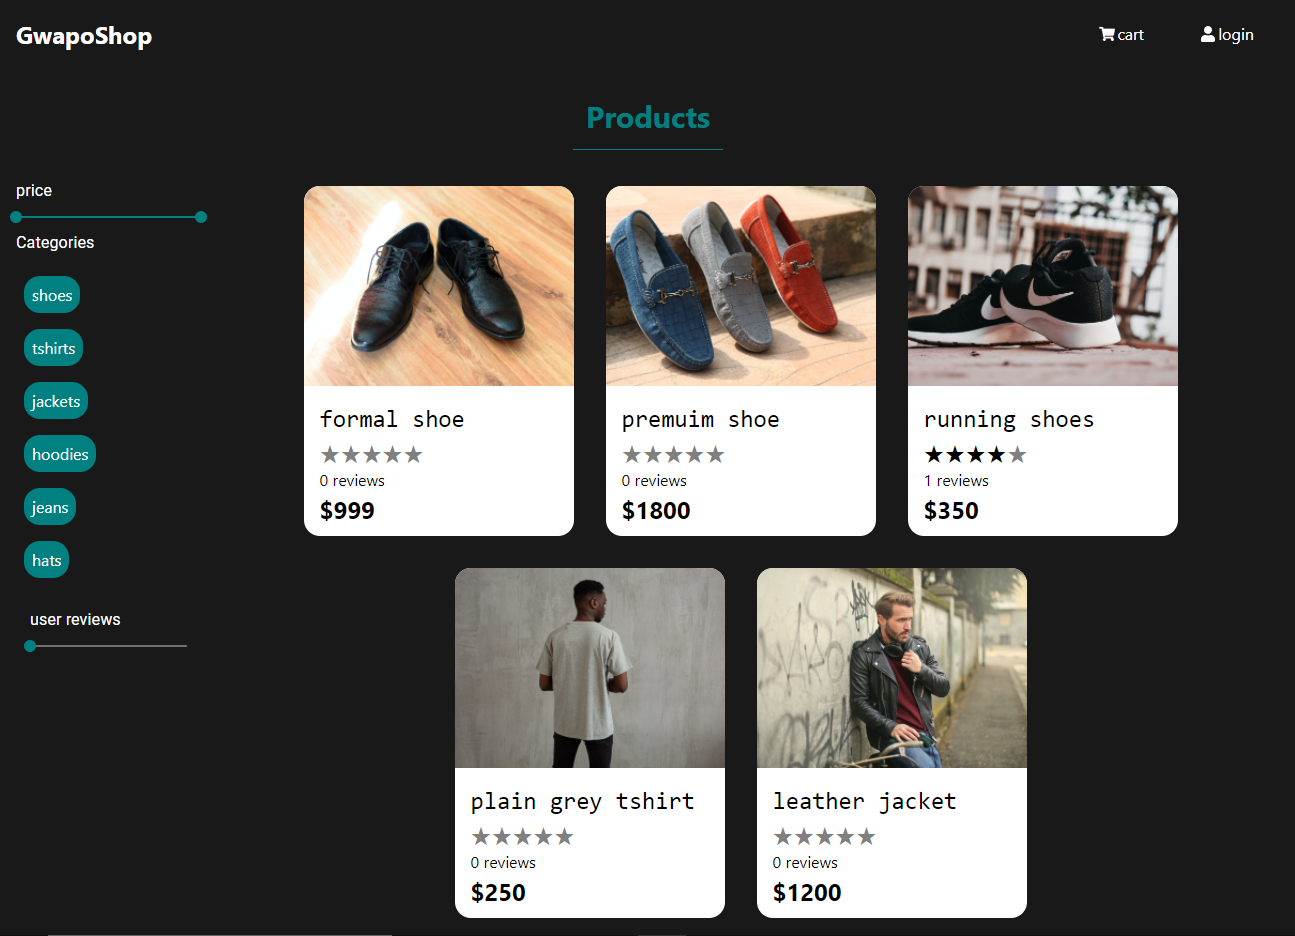 GwapoShop
cart
login
Products
price
Categories
shoes
tshirts
jackets
hoodies
jeans
hats
user reviews
formal shoe
★★★★★
0 reviews
$999
premuim shoe
★★★★★
0 reviews
$1800
running shoes
★★★★★
1 reviews
$350
plain grey tshirt
★★★★★
0 reviews
$250
leather jacket
★★★★★
0 reviews
$1200